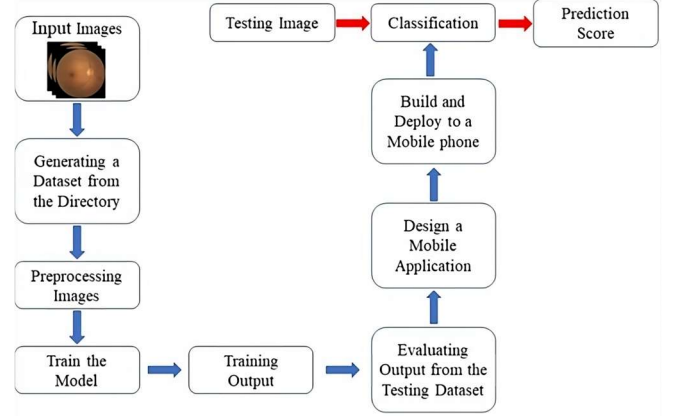 Input Images
Generating a
Dataset from
the Directory
Preprocessing
Images
Train the
Model
Training
Output
Evaluating
Output from the
Testing Dataset
Design a
Mobile
Application
Build and
Deploy to a
Mobile phone
Testing Image
Classification
Prediction
Score